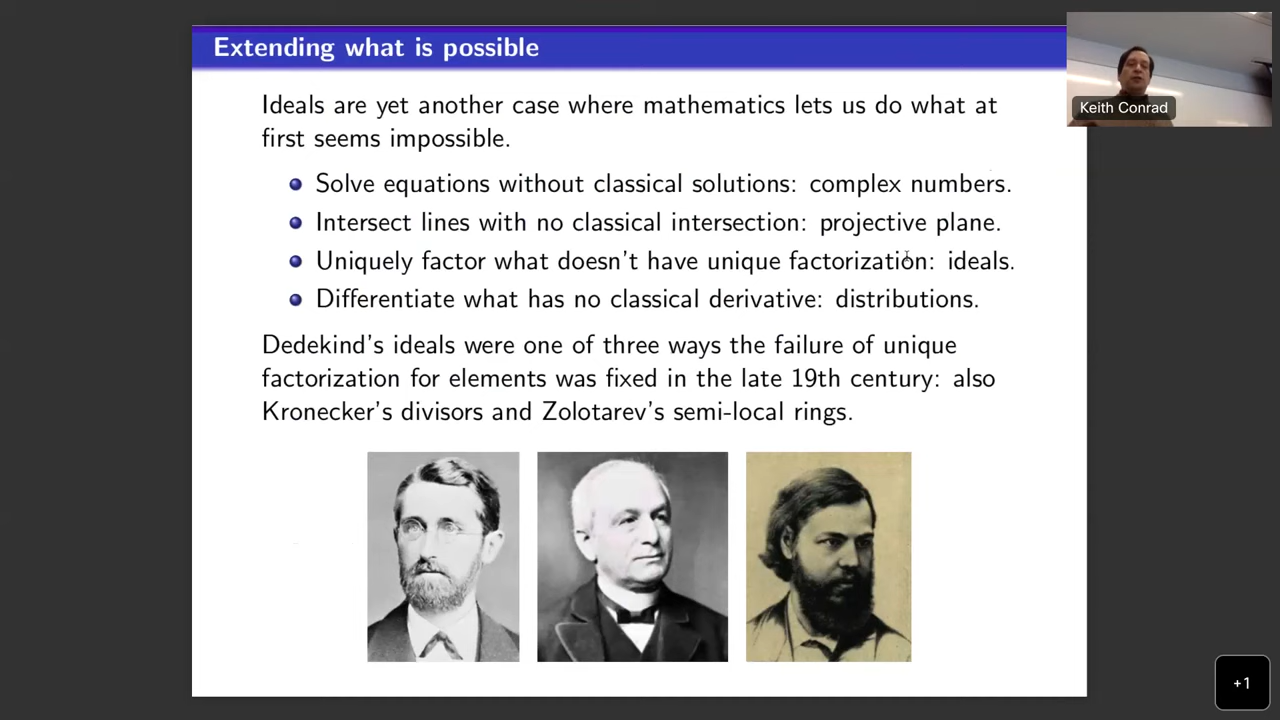 Extending what is possible
Keith Conrad
Ideals are yet another case where mathematics lets us do what at
first seems impossible.
Solve equations without classical solutions: complex numbers.
Intersect lines with no classical intersection: projective plane.
Uniquely factor what doesn't have unique factorization: ideals.
Differentiate what has no classical derivative: distributions.
Dedekind's ideals were one of three ways the failure of unique
factorization for elements was fixed in the late 19th century: also
Kronecker's divisors and Zolotarev's semi-local rings.
+1